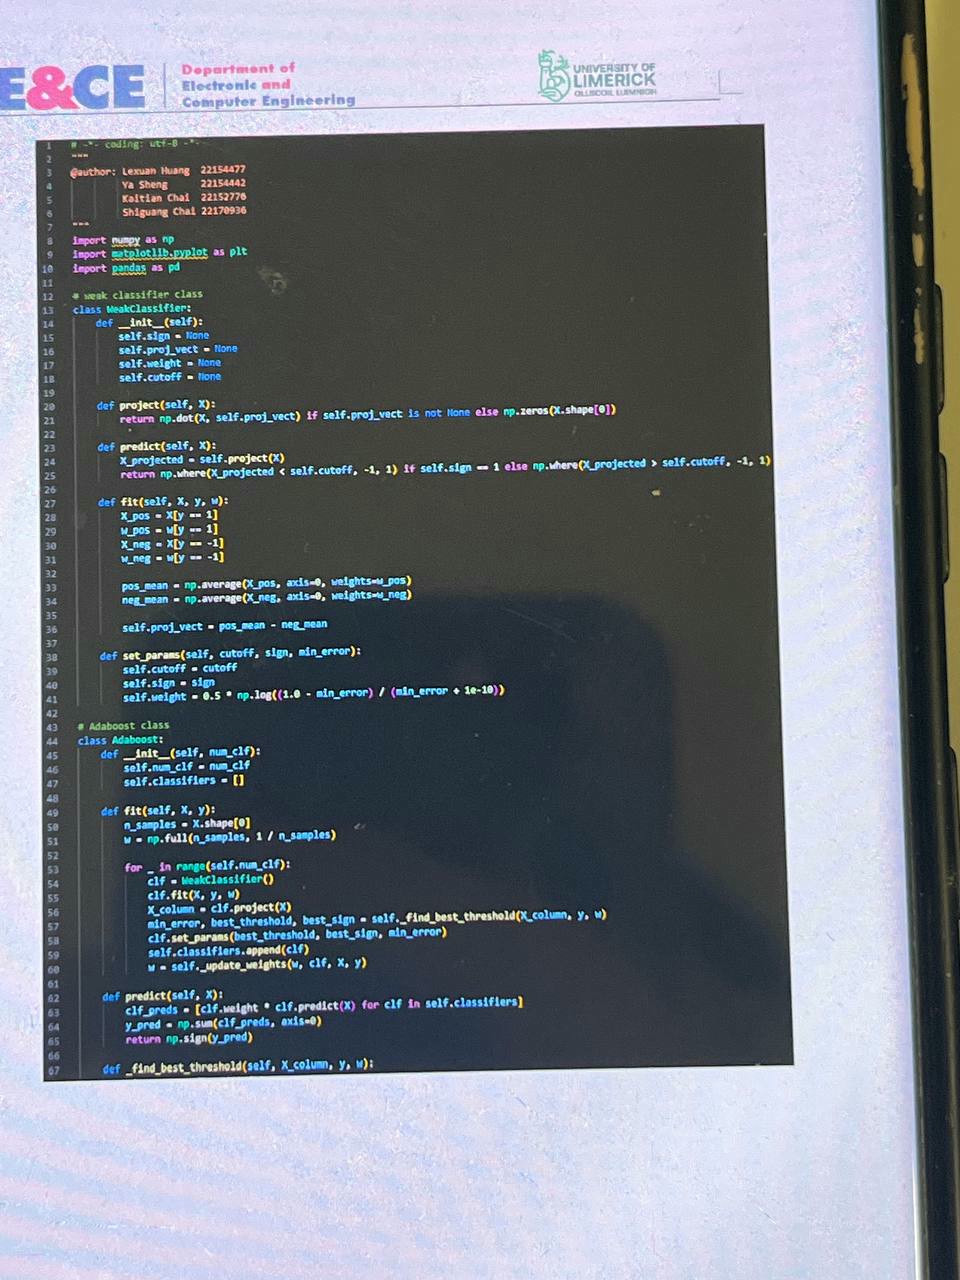 E&CE
Department of
Electronic and
Computer Engineering
UNIVERSITY OF
LIMERICK
OLLSCOIL LUIMNIGH
1 # -*- coding: utf-8 -*-
2 """
3 @author: Lexuan Huang 22154477
4 Ya Sheng 22154442
5 Kaitian Chai 22152776
6 Shiguang Chai 22170936
7 """
8 import numpy as np
9 import matplotlib.pyplot as plt
10 import pandas as pd
11
12 # weak classifier class
13 class WeakClassifier:
14 def __init__(self):
15 self.sign = None
16 self.proj_vect = None
17 self.weight = None
18 self.cutoff = None
19
20 def project(self, X):
21 return np.dot(X, self.proj_vect) if self.proj_vect is not None else np.zeros(X.shape[0])
22
23 def predict(self, X):
24 X_projected = self.project(X)
25 return np.where(X_projected < self.cutoff, -1, 1) if self.sign == 1 else np.where(X_projected > self.cutoff, -1, 1)
26
27 def fit(self, X, y, w):
28 X_pos = X[y == 1]
29 w_pos = w[y == 1]
30 X_neg = X[y == -1]
31 w_neg = w[y == -1]
32
33 pos_mean = np.average(X_pos, axis=0, weights=w_pos)
34 neg_mean = np.average(X_neg, axis=0, weights=w_neg)
35
36 self.proj_vect = pos_mean - neg_mean
37
38 def set_params(self, cutoff, sign, min_error):
39 self.cutoff = cutoff
40 self.sign = sign
41 self.weight = 0.5 * np.log((1.0 - min_error) / (min_error + 1e-10))
42
43 # Adaboost class
44 class Adaboost:
45 def __init__(self, num_clf):
46 self.num_clf = num_clf
47 self.classifiers = []
48
49 def fit(self, X, y):
50 n_samples = X.shape[0]
51 w = np.full(n_samples, 1 / n_samples)
52
53 for _ in range(self.num_clf):
54 clf = WeakClassifier()
55 clf.fit(X, y, w)
56 X_column = clf.project(X)
57 min_error, best_threshold, best_sign = self._find_best_threshold(X_column, y, w)
58 clf.set_params(best_threshold, best_sign, min_error)
59 self.classifiers.append(clf)
60 w = self._update_weights(w, clf, X, y)
61
62 def predict(self, X):
63 clf_preds = [clf.weight * clf.predict(X) for clf in self.classifiers]
64 y_pred = np.sum(clf_preds, axis=0)
65 return np.sign(y_pred)
66
67 def _find_best_threshold(self, X_column, y, w):